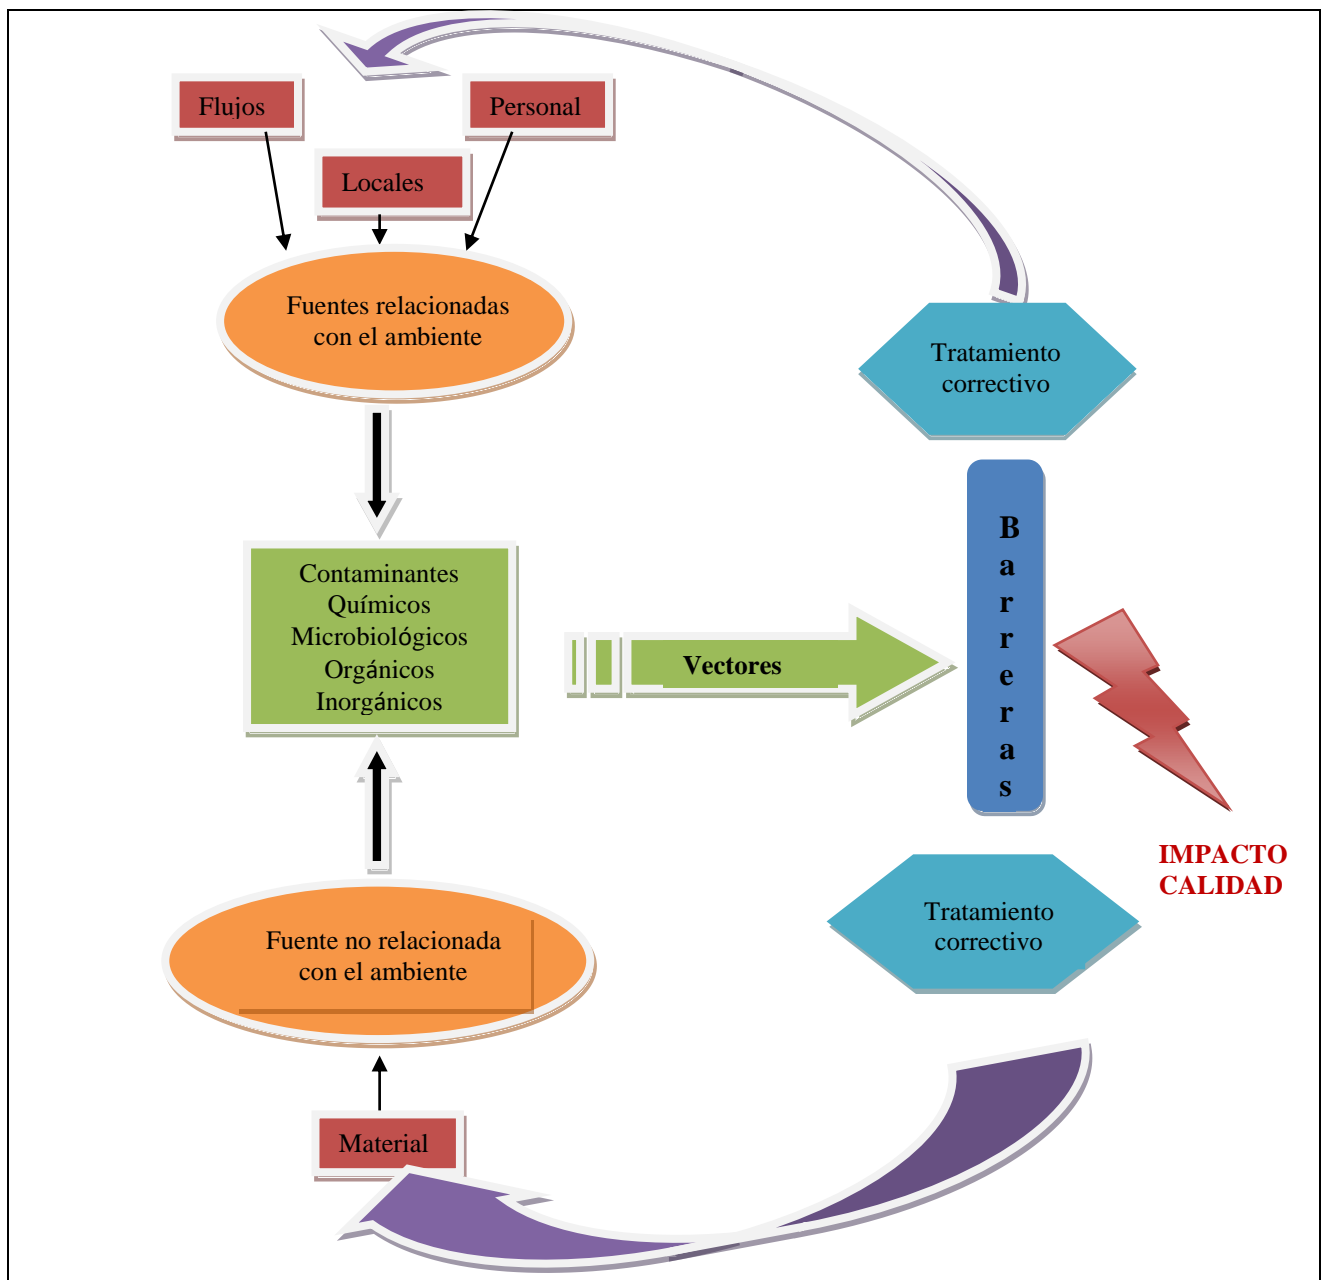 Flujos
Personal
Locales
Fuentes relacionadas
con el ambiente
Tratamiento
correctivo
Contaminantes
Químicos
Microbiológicos
Orgánicos
Inorgánicos
Vectores
Barreras
IMPACTO
CALIDAD
Fuente no relacionada
con el ambiente
Tratamiento
correctivo
Material